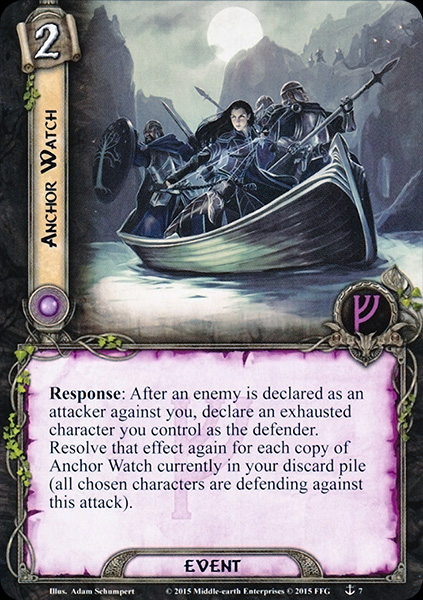 2
ANCHOR WATCH
Response: After an enemy is declared as an
attacker against you, declare an exhausted
character you control as the defender.
Resolve that effect again for each copy of
Anchor Watch currently in your discard pile
(all chosen characters are defending against
this attack).
EVENT
Illus. Adam Schumpert © 2015 Middle-earth Enterprises © 2015 FFG 7